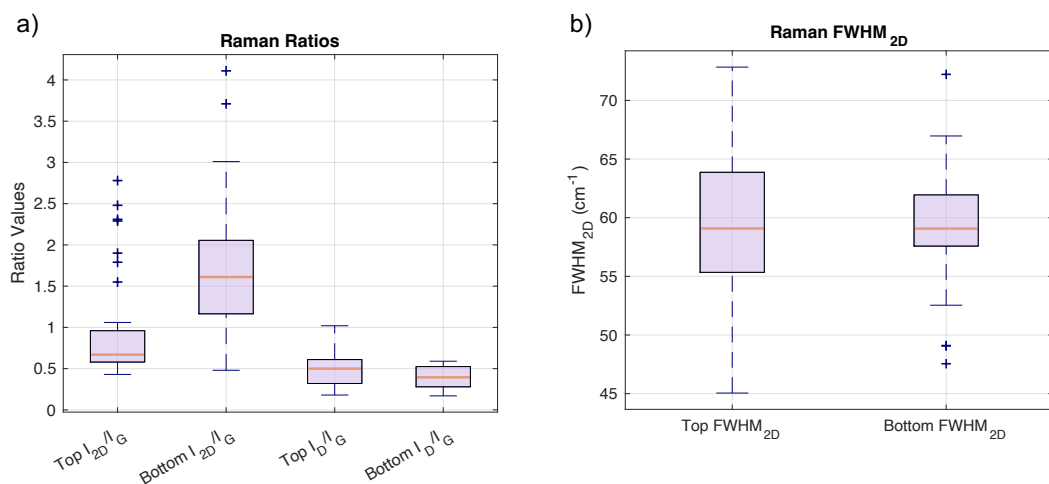 a)
Raman Ratios
Ratio Values
4
3.5
3
2.5
2
1.5
1
0.5
0
Top I2D/IG
Bottom I2D/IG
Top ID/IG
Bottom ID/IG
b)
Raman FWHM2D
FWHM2D (cm-1)
70
65
60
55
50
45
Top FWHM2D
Bottom FWHM2D